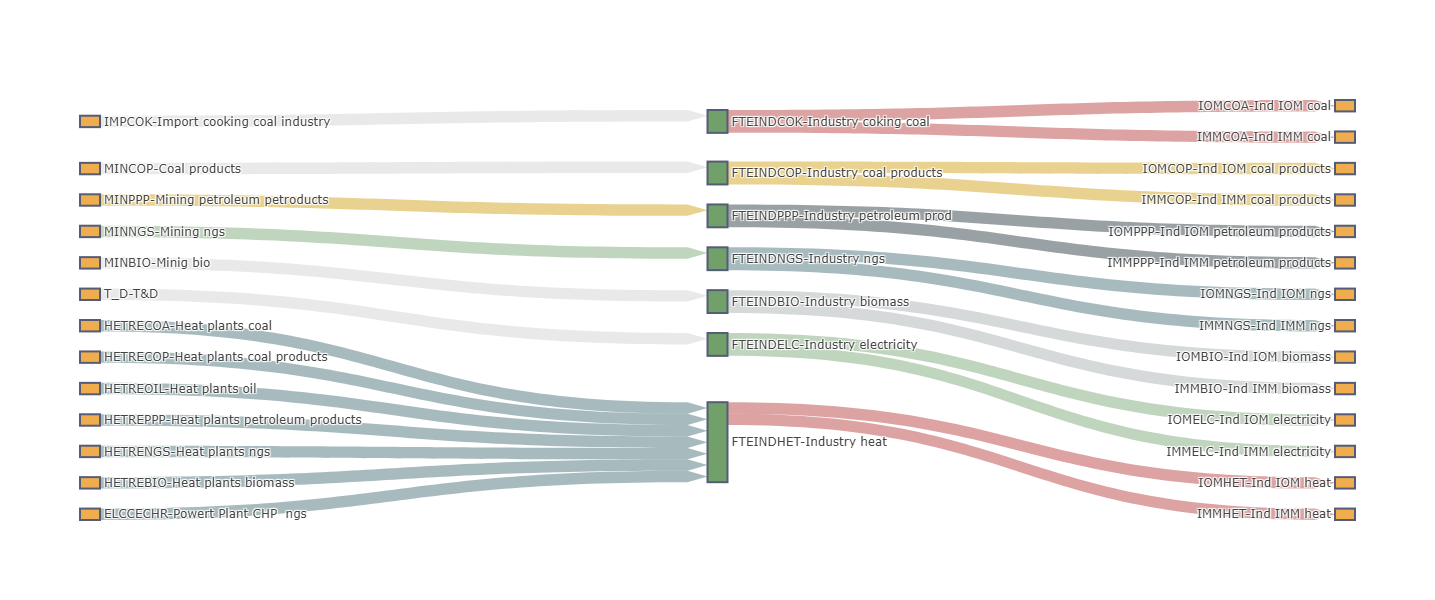 IMPCOK-Import cooking coal industry
MINCOP-Coal products
MINPPP-Mining petroleum petroducts
MINNGS-Mining ngs
MINBIO-Minig bio
T_D-T&D
HETRECOA-Heat plants coal
HETRECOP-Heat plants coal products
HETREOIL-Heat plants oil
HETREPPP-Heat plants petroleum products
HETRENGS-Heat plants ngs
HETREBIO-Heat plants biomass
ELCCECHR-Powert Plant CHP  ngs
FTEINDCOK-Industry coking coal
FTEINDCOP-Industry coal products
FTEINDPPP-Industry petroleum prod
FTEINDNGS-Industry ngs
FTEINDBIO-Industry biomass
FTEINDELC-Industry electricity
FTEINDHET-Industry heat
IOMCOA-Ind IOM coal
IMMCOA-Ind IMM coal
IOMCOP-Ind IOM coal products
IMMCOP-Ind IMM coal products
IOMPPP-Ind IOM petroleum products
IMMPPP-Ind IMM petroleum products
IOMNGS-Ind IOM ngs
IMMNGS-Ind IMM ngs
IOMBIO-Ind IOM biomass
IMMBIO-Ind IMM biomass
IOMELC-Ind IOM electricity
IMMELC-Ind IMM electricity
IOMHET-Ind IOM heat
IMMHET-Ind IMM heat